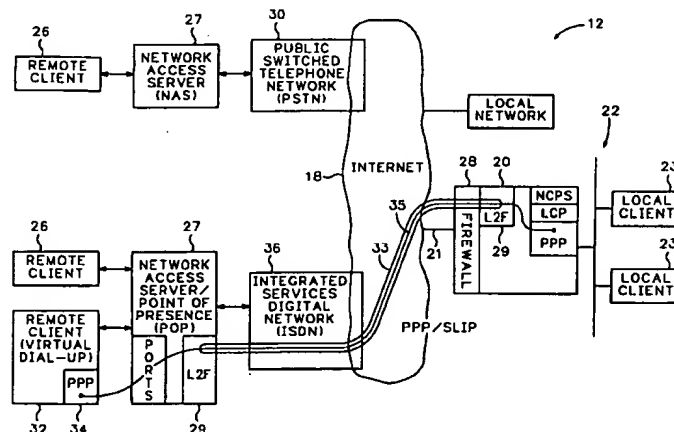 26
REMOTE
CLIENT
27
NETWORK
ACCESS
SERVER
(NAS)
30
PUBLIC
SWITCHED
TELEPHONE
NETWORK
(PSTN)
12
LOCAL
NETWORK
22
INTERNET
18
28
20
FIREWALL
L2F
29
NCPS
LCP
PPP
23
LOCAL
CLIENT
23
LOCAL
CLIENT
35
33
21
PPP/SLIP
26
REMOTE
CLIENT
27
NETWORK
ACCESS
SERVER/
POINT OF
PRESENCE
(POP)
PORTS
L2F
29
36
INTEGRATED
SERVICES
DIGITAL
NETWORK
(ISDN)
REMOTE
CLIENT
(VIRTUAL
DIAL-UP)
PPP
32
34